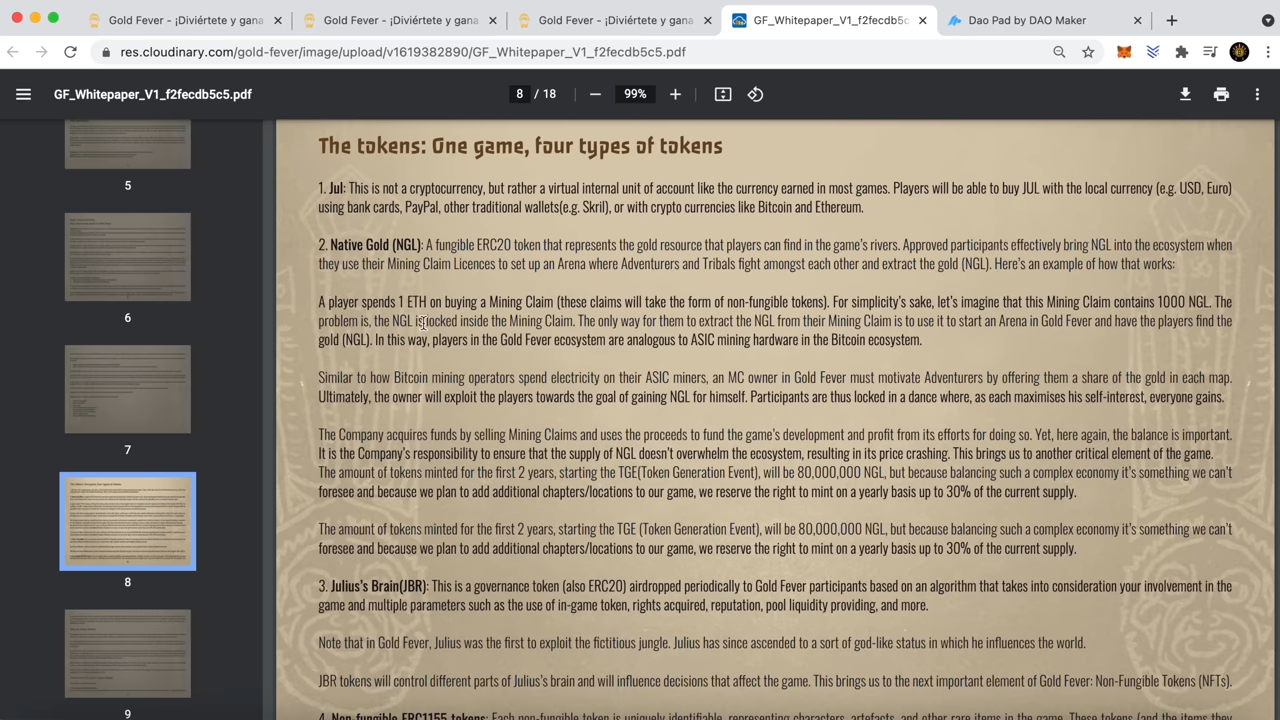 Gold Fever - ¡Diviértete y gana
Gold Fever - ¡Diviértete y gana
Gold Fever - ¡Diviértete y gana
GF_Whitepaper_V1_f2fecdb5c
Dao Pad by DAO Maker
res.cloudinary.com/gold-fever/image/upload/v1619382890/GF_Whitepaper_V1_f2fecdb5c5.pdf
GF_Whitepaper_V1_f2fecdb5c5.pdf
8 / 18
99%
5
6
7
8
9
The tokens: One game, four types of tokens
1. Jul: This is not a cryptocurrency, but rather a virtual internal unit of account like the currency earned in most games. Players will be able to buy JUL with the local currency (e.g. USD, Euro)
using bank cards, PayPal, other traditional wallets(e.g. Skril), or with crypto currencies like Bitcoin and Ethereum.
2. Native Gold (NGL): A fungible ERC20 token that represents the gold resource that players can find in the game's rivers. Approved participants effectively bring NGL into the ecosystem when
they use their Mining Claim Licences to set up an Arena where Adventurers and Tribals fight amongst each other and extract the gold (NGL). Here's an example of how that works:
A player spends 1 ETH on buying a Mining Claim (these claims will take the form of non-fungible tokens). For simplicity's sake, let's imagine that this Mining Claim contains 1000 NGL. The
problem is, the NGL is locked inside the Mining Claim. The only way for them to extract the NGL from their Mining Claim is to use it to start an Arena in Gold Fever and have the players find the
gold (NGL). In this way, players in the Gold Fever ecosystem are analogous to ASIC mining hardware in the Bitcoin ecosystem.
Similar to how Bitcoin mining operators spend electricity on their ASIC miners, an MC owner in Gold Fever must motivate Adventurers by offering them a share of the gold in each map.
Ultimately, the owner will exploit the players towards the goal of gaining NGL for himself. Participants are thus locked in a dance where, as each maximises his self-interest, everyone gains.
The Company acquires funds by selling Mining Claims and uses the proceeds to fund the game's development and profit from its efforts for doing so. Yet, here again, the balance is important.
It is the Company's responsibility to ensure that the supply of NGL doesn't overwhelm the ecosystem, resulting in its price crashing. This brings us to another critical element of the game.
The amount of tokens minted for the first 2 years, starting the TGE(Token Generation Event), will be 80,000,000 NGL, but because balancing such a complex economy it's something we can't
foresee and because we plan to add additional chapters/locations to our game, we reserve the right to mint on a yearly basis up to 30% of the current supply.
The amount of tokens minted for the first 2 years, starting the TGE (Token Generation Event), will be 80,000,000 NGL, but because balancing such a complex economy it's something we can't
foresee and because we plan to add additional chapters/locations to our game, we reserve the right to mint on a yearly basis up to 30% of the current supply.
3. Julius's Brain(JBR): This is a governance token (also ERC20) airdropped periodically to Gold Fever participants based on an algorithm that takes into consideration your involvement in the
game and multiple parameters such as the use of in-game token, rights acquired, reputation, pool liquidity providing, and more.
Note that in Gold Fever, Julius was the first to exploit the fictitious jungle. Julius has since ascended to a sort of god-like status in which he influences the world.
JBR tokens will control different parts of Julius's brain and will influence decisions that affect the game. This brings us to the next important element of Gold Fever: Non-Fungible Tokens (NFTs).
4. Non-fungible ERC1155 tokens: Each non-fungible token is uniquely identifiable, representing characters, artefacts, and other rare items in the game. These tokens (and the items they